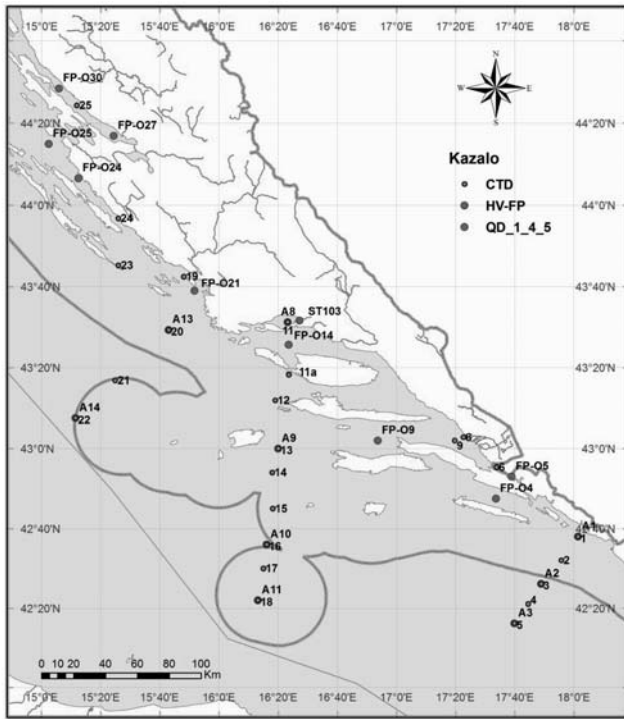 15°0'E 15°20'E 15°40'E 16°0'E 16°20'E 16°40'E 17°0'E 17°20'E 17°40'E 18°0'E
N
W E
S
FP-O30
25
44°20'N FP-O27 44°20'N
FP-O25
Kazalo
CTD
HV-FP
QD_1_4_5
FP-O24
44°0'N 24 44°0'N
23
19
43°40'N FP-O21 43°40'N
A13
20
A8 ST103
11
FP-O14
43°20'N 11a 43°20'N
21
12
A14
22
FP-O9
8
9
43°0'N A9 43°0'N
13
6 FP-O5
14
FP-O4
15
42°40'N A10 A1 42°40'N
16 1
17 2
A2
3
A11
18
42°20'N 4 42°20'N
A3
5
0 10 20 40 60 80 100
Km
15°0'E 15°20'E 15°40'E 16°0'E 16°20'E 16°40'E 17°0'E 17°20'E 17°40'E 18°0'E